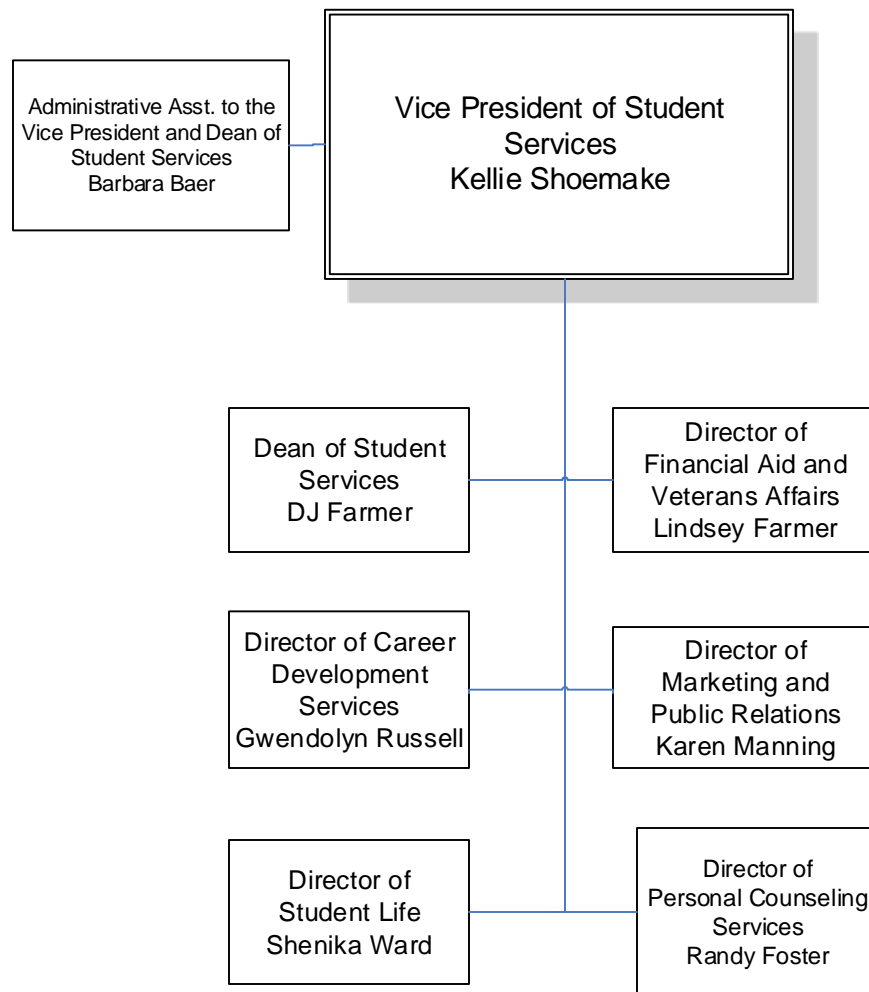 Administrative Asst. to the
Vice President and Dean of
Student Services
Barbara Baer
Vice President of Student
Services
Kellie Shoemake
Dean of Student
Services
DJ Farmer
Director of
Financial Aid and
Veterans Affairs
Lindsey Farmer
Director of Career
Development
Services
Gwendolyn Russell
Director of
Marketing and
Public Relations
Karen Manning
Director of
Student Life
Shenika Ward
Director of
Personal Counseling
Services
Randy Foster